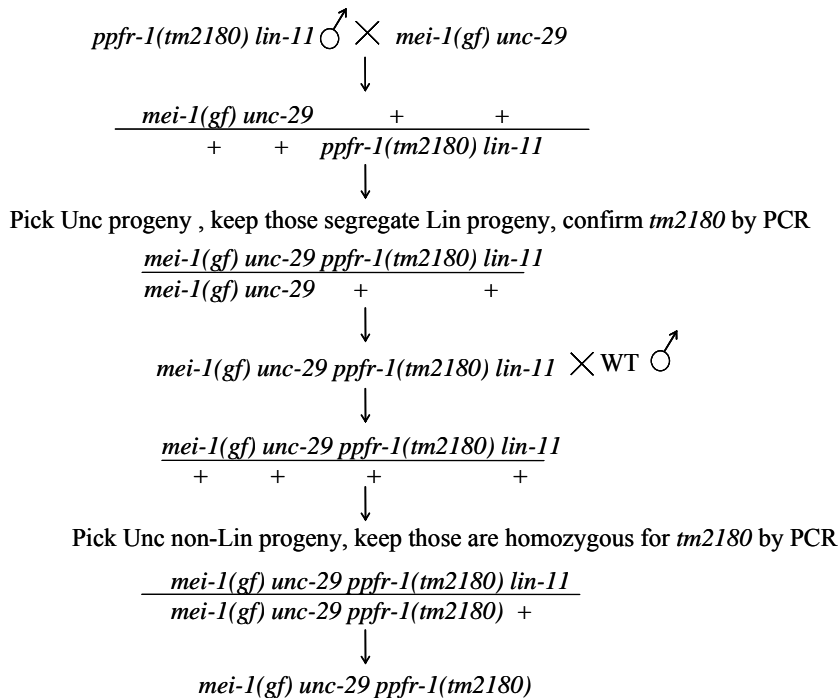 ppfr-1(tm2180) lin-11 ♂ × mei-1(gf) unc-29
mei-1(gf) unc-29 + +
+ + ppfr-1(tm2180) lin-11
Pick Unc progeny , keep those segregate Lin progeny, confirm tm2180 by PCR
mei-1(gf) unc-29 ppfr-1(tm2180) lin-11
mei-1(gf) unc-29 + +
mei-1(gf) unc-29 ppfr-1(tm2180) lin-11 × WT ♂
mei-1(gf) unc-29 ppfr-1(tm2180) lin-11
+ + + +
Pick Unc non-Lin progeny, keep those are homozygous for tm2180 by PCR
mei-1(gf) unc-29 ppfr-1(tm2180) lin-11
mei-1(gf) unc-29 ppfr-1(tm2180) +
mei-1(gf) unc-29 ppfr-1(tm2180)